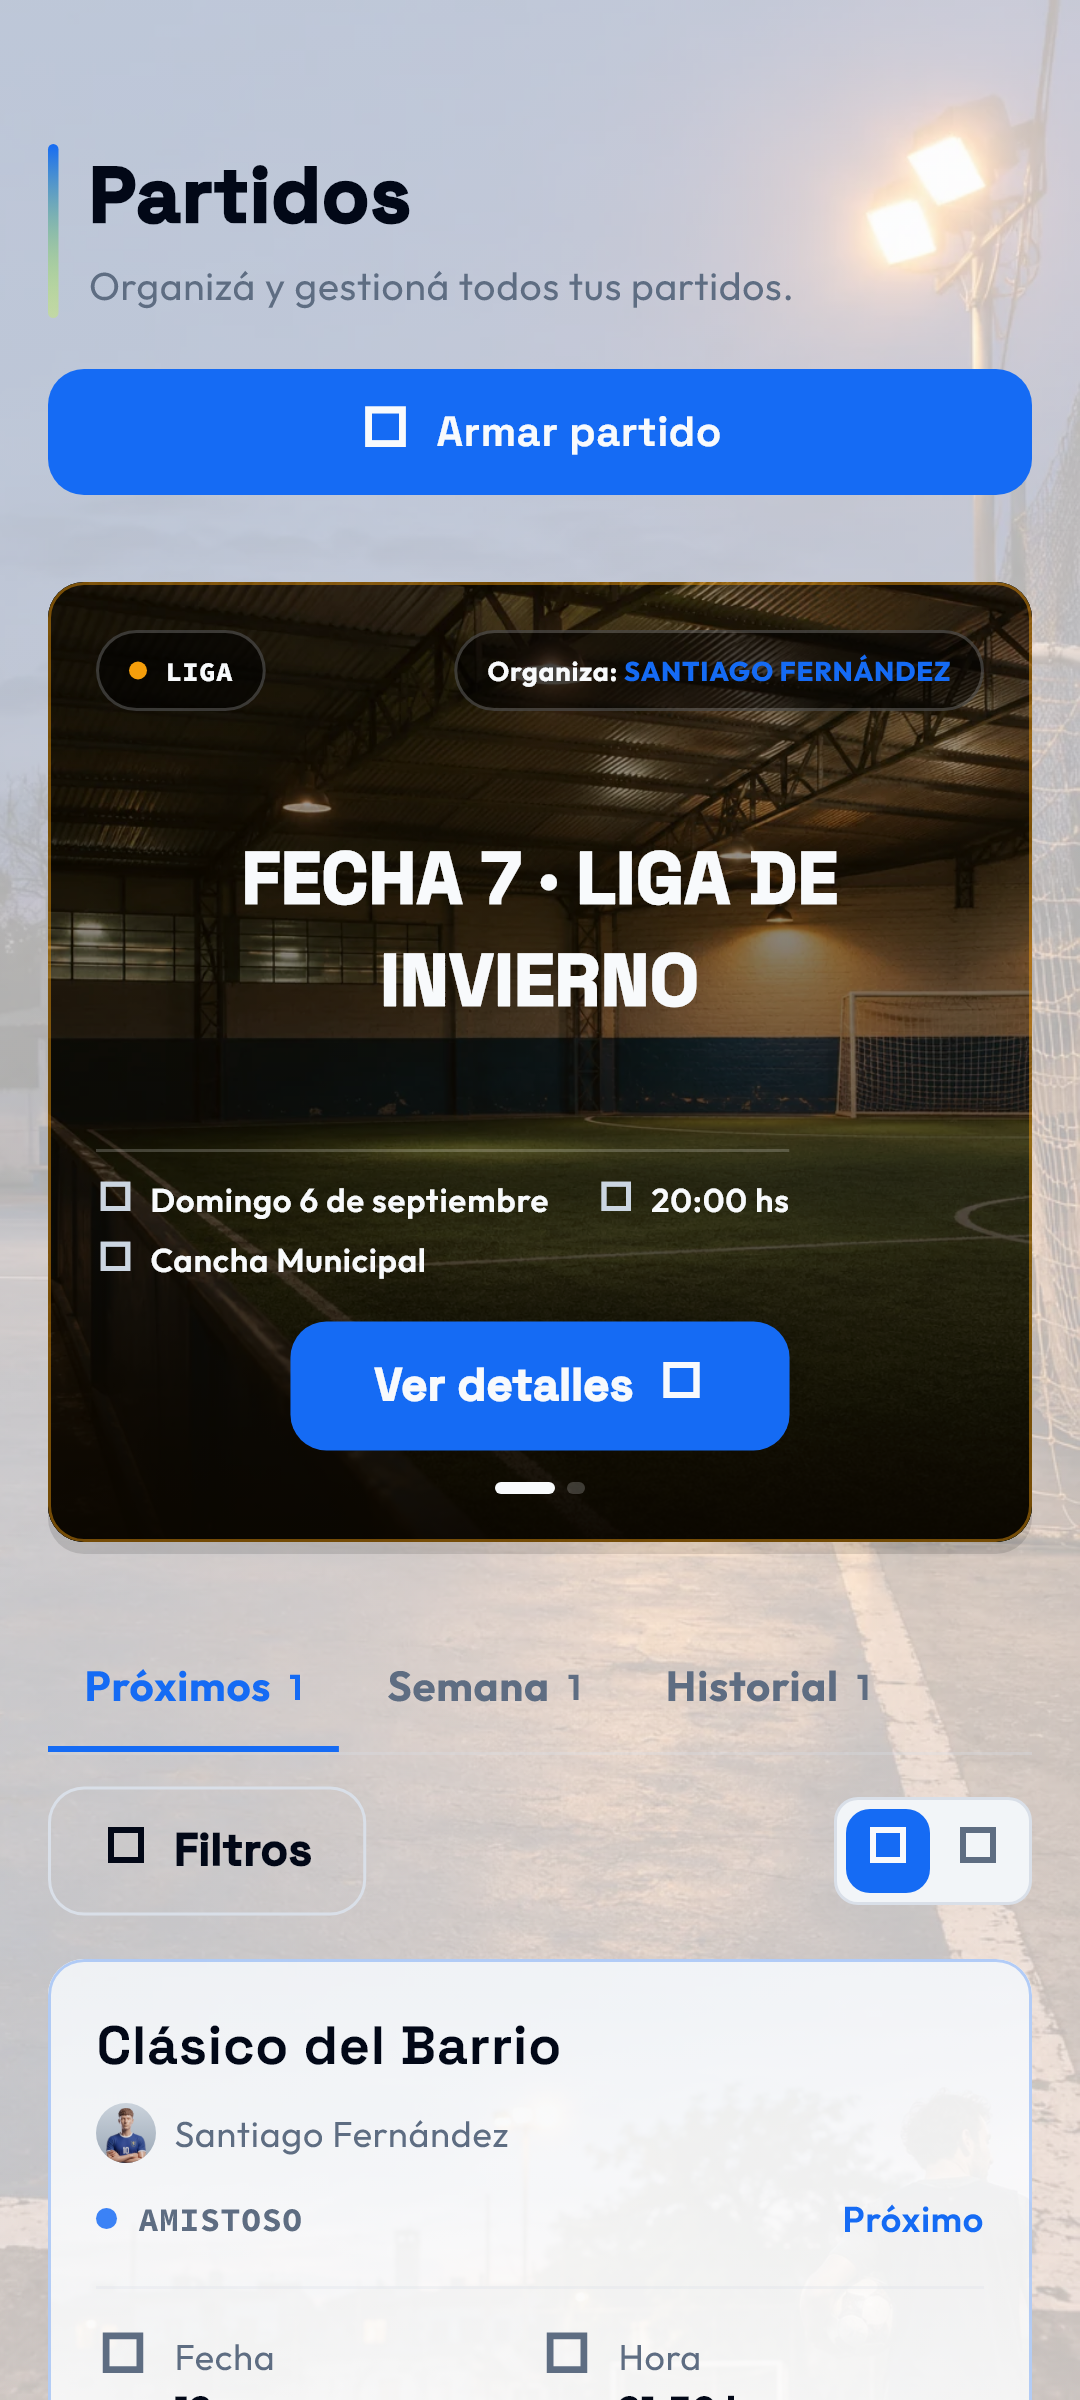 Partidos
Organizá y gestioná todos tus partidos.
Armar partido
LIGA
Organiza: SANTIAGO FERNÁNDEZ
FECHA 7 · LIGA DE
INVIERNO
Domingo 6 de septiembre
20:00 hs
Cancha Municipal
Ver detalles
Próximos 1
Semana 1
Historial 1
Filtros
Clásico del Barrio
Santiago Fernández
AMISTOSO
Próximo
Fecha
Hora